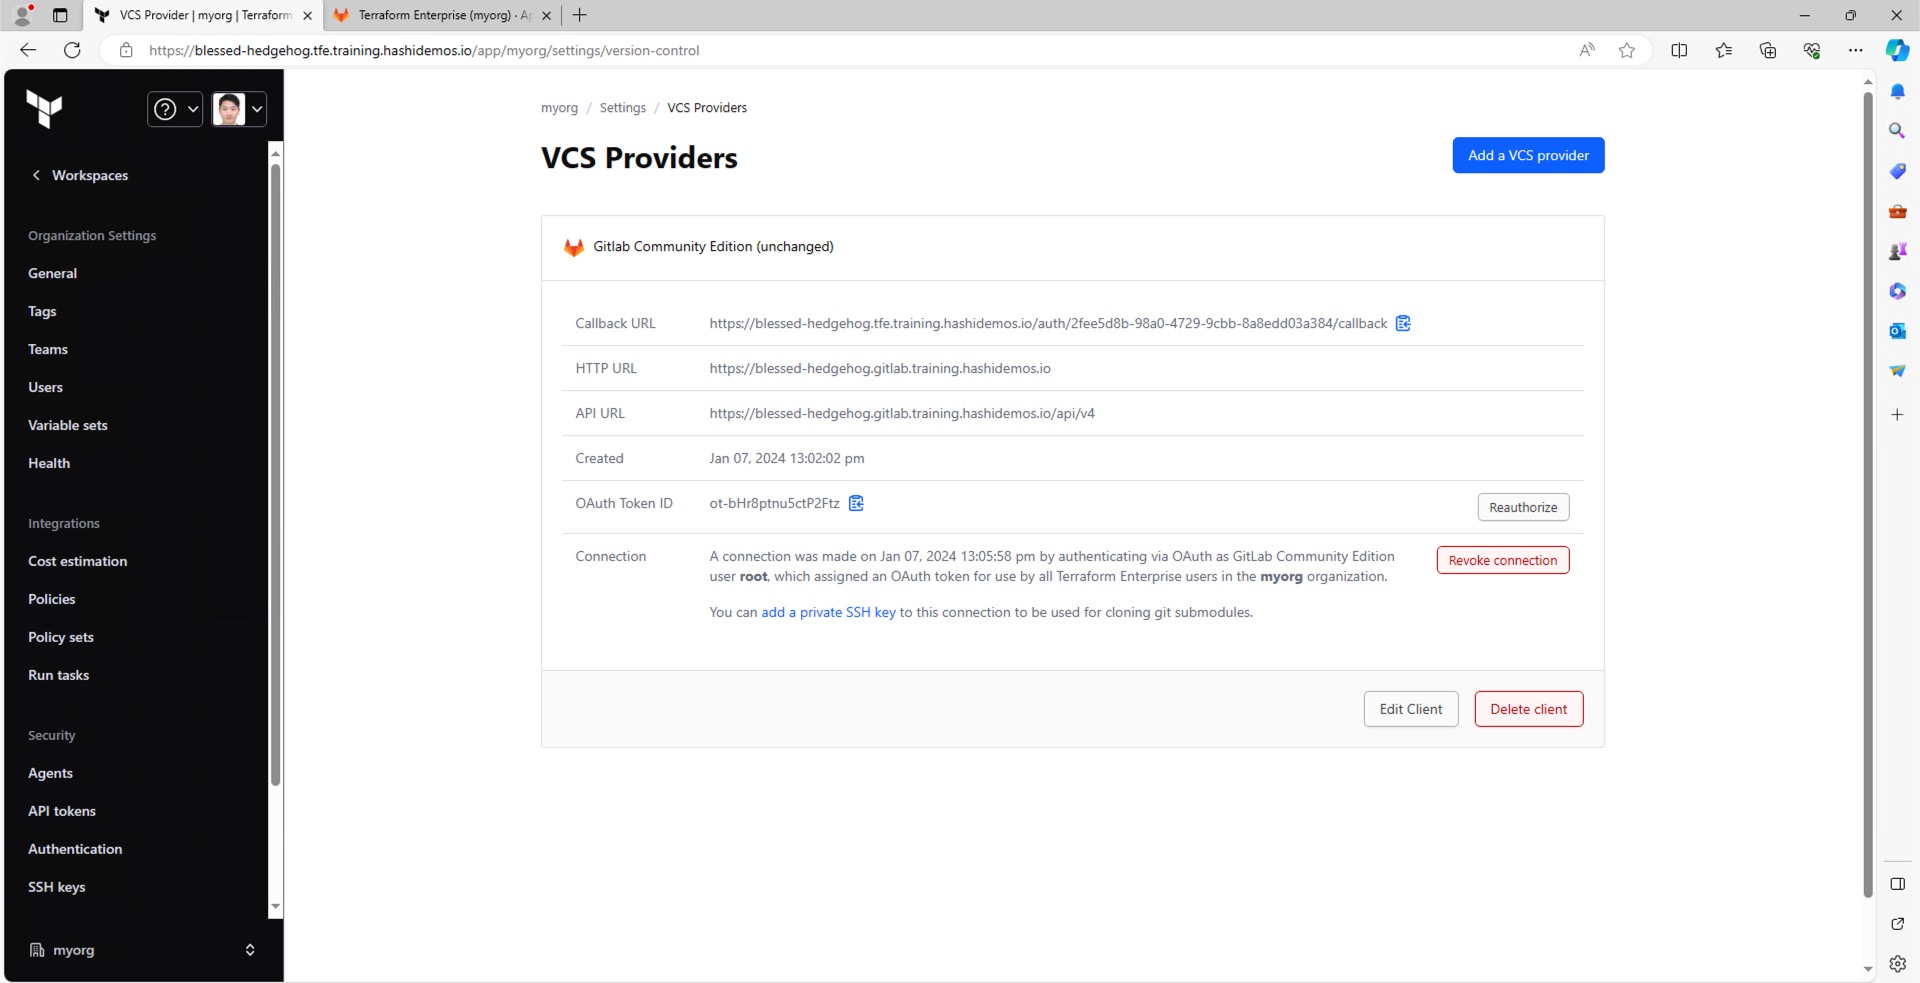 VCS Provider | myorg | Terraform
Terraform Enterprise (myorg) · Ap
https://blessed-hedgehog.tfe.training.hashidemos.io/app/myorg/settings/version-control
Workspaces
Organization Settings
General
Tags
Teams
Users
Variable sets
Health
Integrations
Cost estimation
Policies
Policy sets
Run tasks
Security
Agents
API tokens
Authentication
SSH keys
myorg
myorg / Settings / VCS Providers
VCS Providers
Add a VCS provider
Gitlab Community Edition (unchanged)
Callback URL https://blessed-hedgehog.tfe.training.hashidemos.io/auth/2fee5d8b-98a0-4729-9cbb-8a8edd03a384/callback
HTTP URL https://blessed-hedgehog.gitlab.training.hashidemos.io
API URL https://blessed-hedgehog.gitlab.training.hashidemos.io/api/v4
Created Jan 07, 2024 13:02:02 pm
OAuth Token ID ot-bHr8ptnu5ctP2Ftz Reauthorize
Connection A connection was made on Jan 07, 2024 13:05:58 pm by authenticating via OAuth as GitLab Community Edition Revoke connection
user root, which assigned an OAuth token for use by all Terraform Enterprise users in the myorg organization.
You can add a private SSH key to this connection to be used for cloning git submodules.
Edit Client Delete client